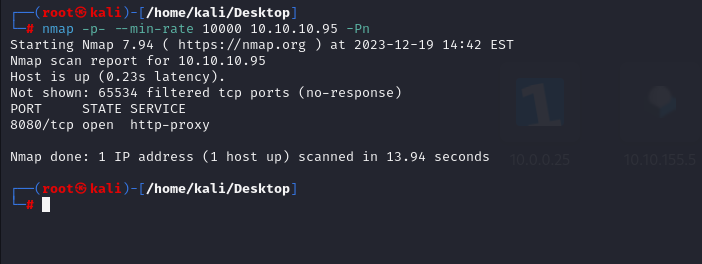 ┌──(root㉿kali)-[/home/kali/Desktop]
└─# nmap -p- --min-rate 10000 10.10.10.95 -Pn
Starting Nmap 7.94 ( https://nmap.org ) at 2023-12-19 14:42 EST
Nmap scan report for 10.10.10.95
Host is up (0.23s latency).
Not shown: 65534 filtered tcp ports (no-response)
PORT     STATE SERVICE
8080/tcp open  http-proxy
Nmap done: 1 IP address (1 host up) scanned in 13.94 seconds
┌──(root㉿kali)-[/home/kali/Desktop]
└─#
1
10.0.0.25
10.10.155.5